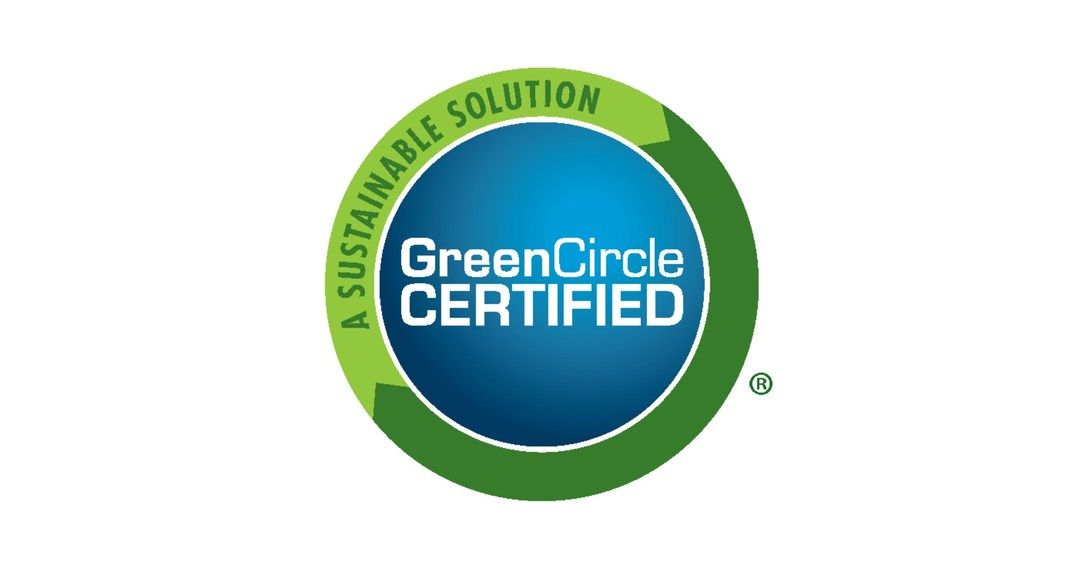 A SUSTAINABLE SOLUTION
GreenCircle
CERTIFIED
®